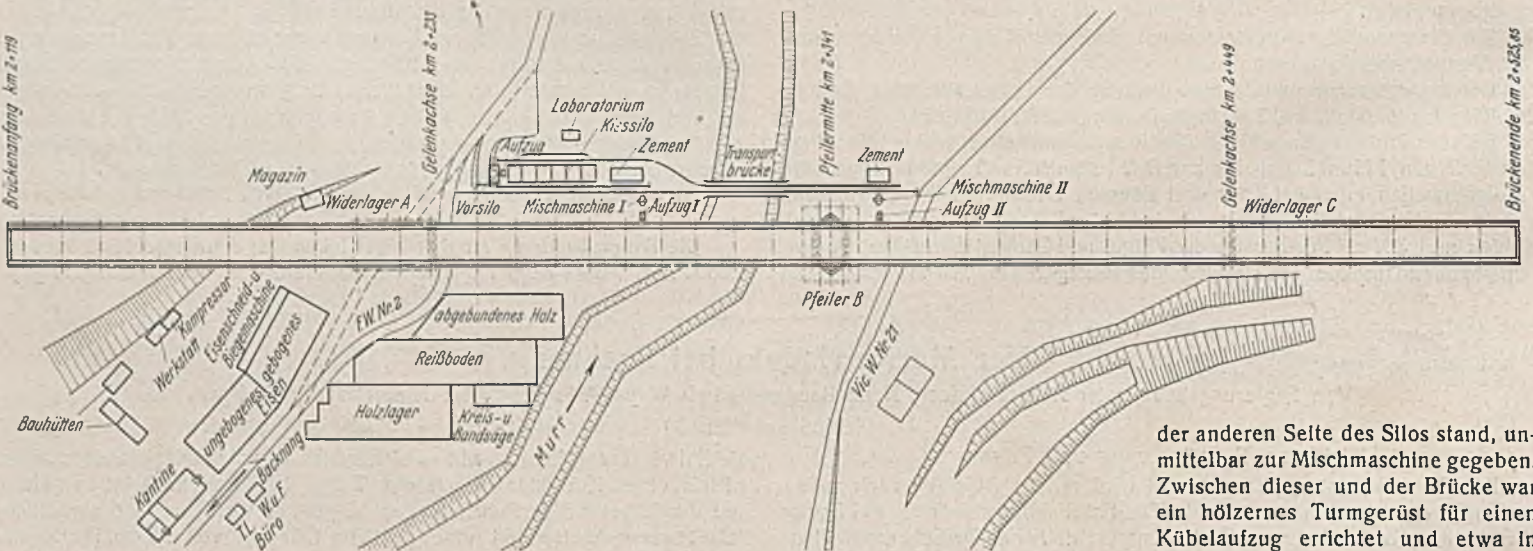 Brückenanfang km 2+119
Gelenkachse km 2+233
Pfeilermitte km 2+341
Gelenkachse km 2+449
Brückenende km 2+525,65
Laboratorium
Kiessilo
Aufzug
Zement
Transport-
brücke
Zement
Magazin
Widerlager A
Vorsilo
Mischmaschine I
Aufzug I
Mischmaschine II
Aufzug II
Widerlager C
Pfeiler B
Kompressor
Werkstatt
Eisenschneid-u
Biegemaschine
gebogenes
ungebogenes
Eisen
F.W. Nr. 2
abgebundenes Holz
Reißboden
Holzlager
Kreis-u
Bandsäge
Murr
Vic. W. Nr. 21
Bauhütten
Kantine
Backnang
T.L. W.u.F.
Büro
der anderen Seite des Silos stand, un-
mittelbar zur Mischmaschine gegeben.
Zwischen dieser und der Brücke war
ein hölzernes Turmgerüst für einen
Kübelaufzug errichtet und etwa in